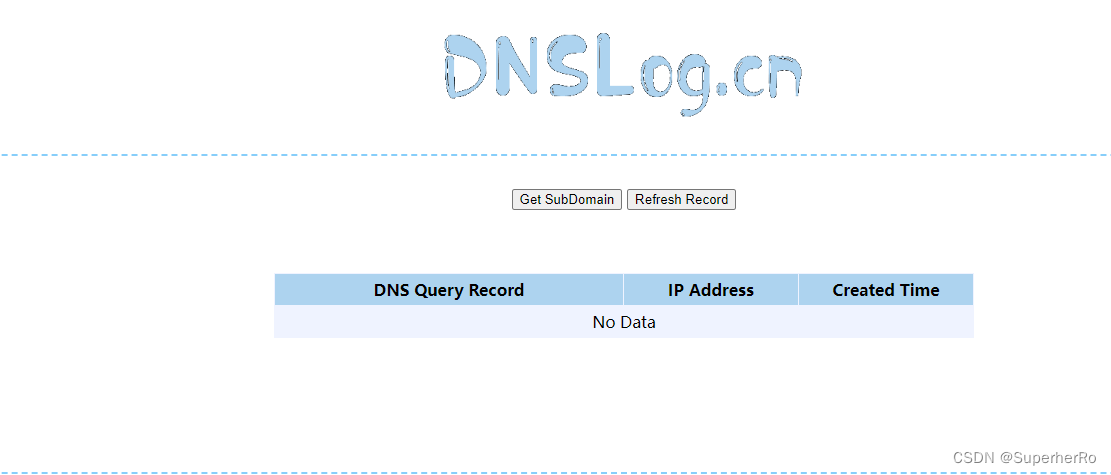 DNSLog.cn
Get SubDomain Refresh Record
DNS Query Record IP Address Created Time
No Data
CSDN @SuperherRo